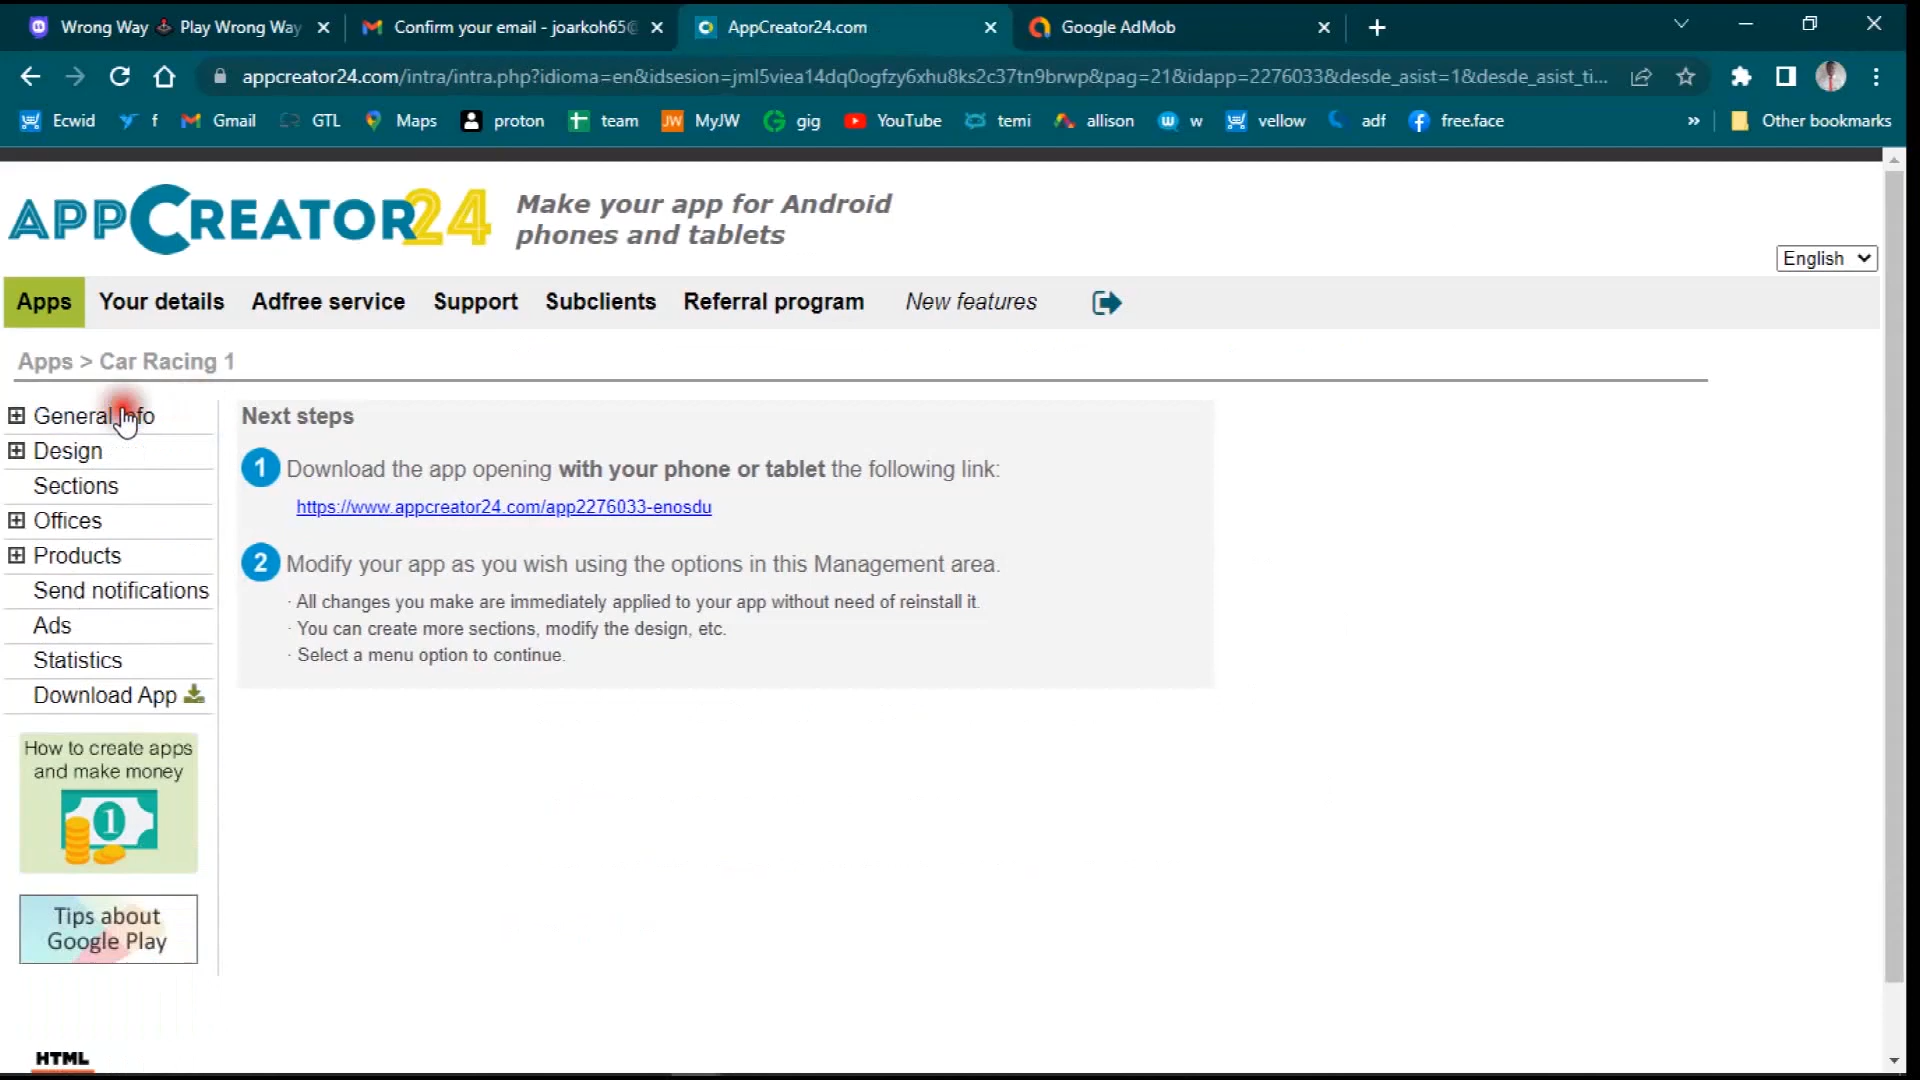 Wrong Way Play Wrong Way
Confirm your email - joarkoh65@
AppCreator24.com
Google AdMob
appcreator24.com/intra/intra.php?idioma=en&idsesion=jml5viea14dq0ogfzy6xhu8ks2c37tn9brwp&pag=21&idapp=2276033&desde_asist=1&desde_asist_ti...
Ecwid f Gmail GTL Maps proton team JW MyJW gig YouTube temi allison w vellow adf free.face » Other bookmarks
APPCREATOR24
Make your app for Android
phones and tablets
English
Apps Your details Adfree service Support Subclients Referral program New features
Apps > Car Racing 1
General Info
Design
Sections
Offices
Products
Send notifications
Ads
Statistics
Download App
How to create apps
and make money
1
Tips about
Google Play
HTML
Next steps
1 Download the app opening with your phone or tablet the following link:
https://www.appcreator24.com/app2276033-enosdu
2 Modify your app as you wish using the options in this Management area.
· All changes you make are immediately applied to your app without need of reinstall it.
· You can create more sections, modify the design, etc.
· Select a menu option to continue.